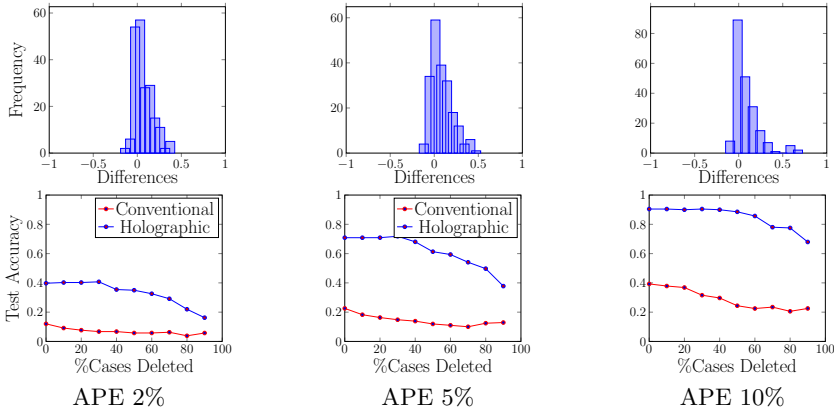 Frequency
60
40
20
0
−1 −0.5 0 0.5 1
Differences
60
40
20
0
−1 −0.5 0 0.5 1
Differences
80
60
40
20
0
−1 −0.5 0 0.5 1
Differences
Test Accuracy
1
0.8
0.6
0.4
0.2
0
0 20 40 60 80 100
Conventional
Holographic
%Cases Deleted
APE 2%
1
0.8
0.6
0.4
0.2
0
0 20 40 60 80 100
Conventional
Holographic
%Cases Deleted
APE 5%
1
0.8
0.6
0.4
0.2
0
0 20 40 60 80 100
%Cases Deleted
APE 10%